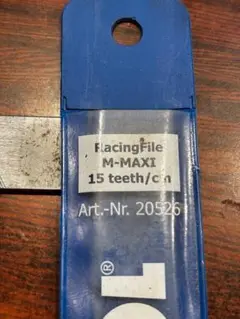 RacingFile
M-MAXI
15 teeth/cm
Art.-Nr. 20526
®